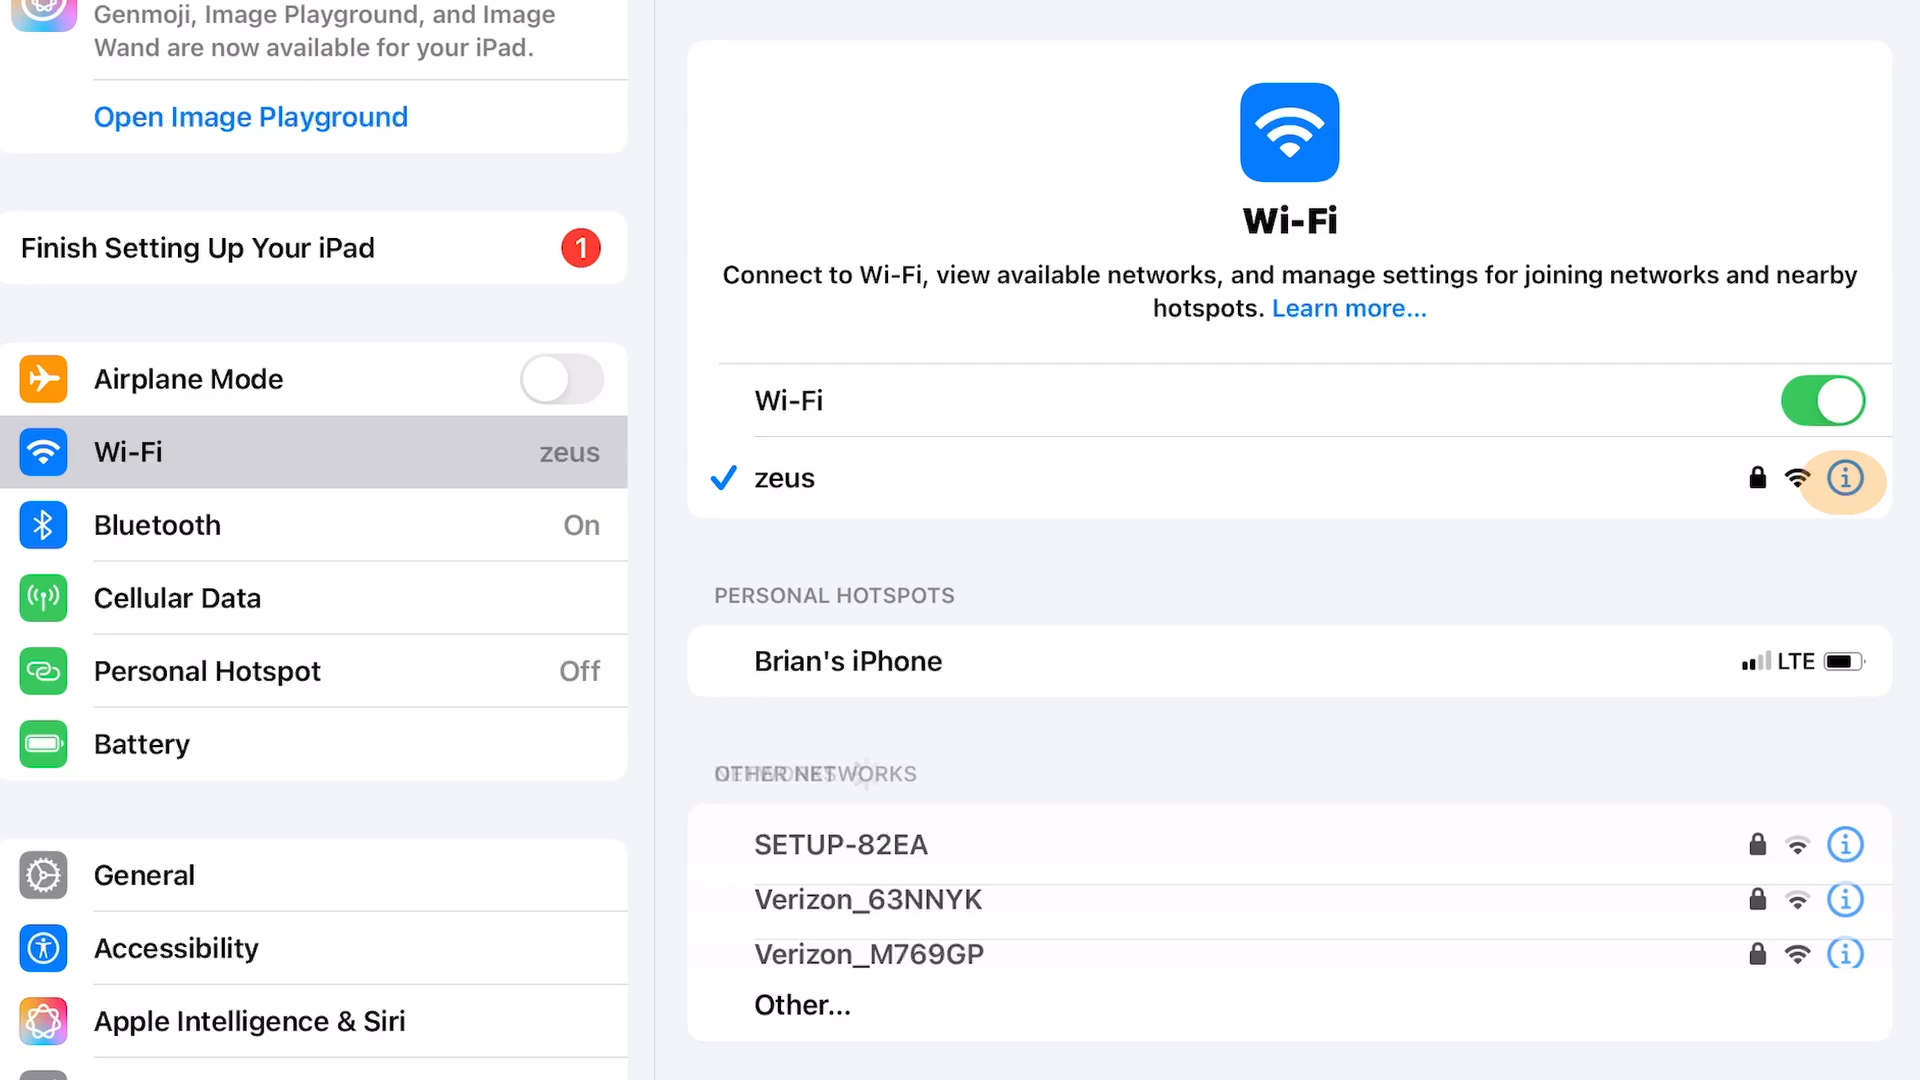 Genmoji, Image Playground, and Image
Wand are now available for your iPad.
Open Image Playground
Finish Setting Up Your iPad
1
Airplane Mode
Wi-Fi
zeus
Bluetooth
On
Cellular Data
Personal Hotspot
Off
Battery
General
Accessibility
Apple Intelligence & Siri
Wi-Fi
Connect to Wi-Fi, view available networks, and manage settings for joining networks and nearby
hotspots. Learn more...
Wi-Fi
zeus
PERSONAL HOTSPOTS
Brian's iPhone
LTE
OTHER NETWORKS
SETUP-82EA
Verizon_63NNYK
Verizon_M769GP
Other...